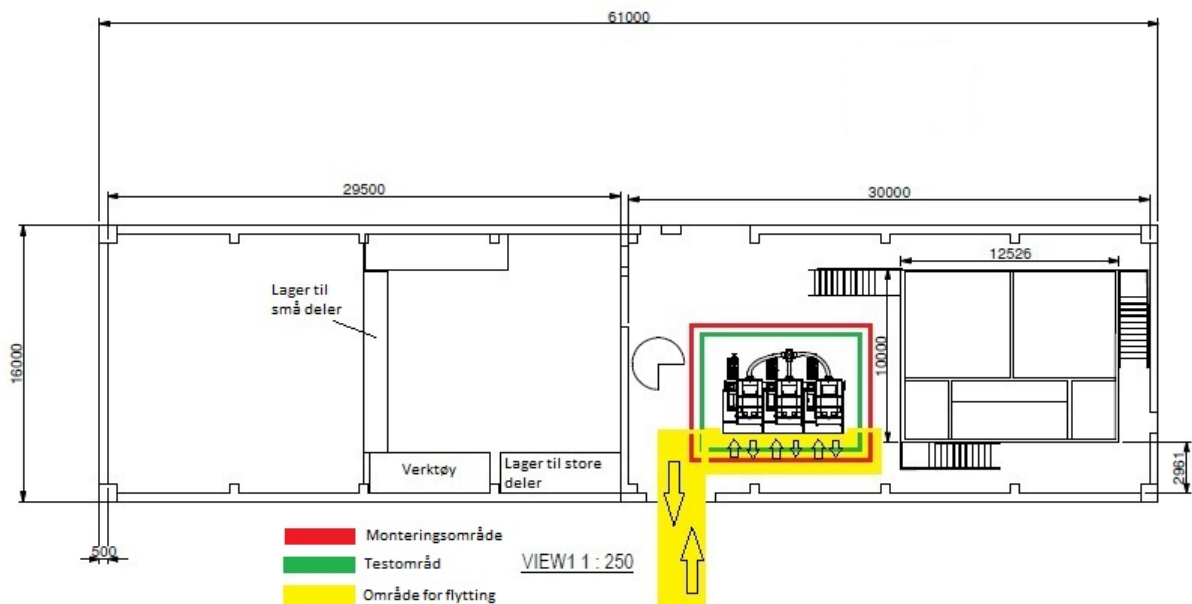 61000
29500
30000
12526
Lager til
små deler
16000
10000
Verktøy
Lager til store
deler
2961
500
Monteringsområde
VIEW1 1 : 250
Testområd
Område for flytting